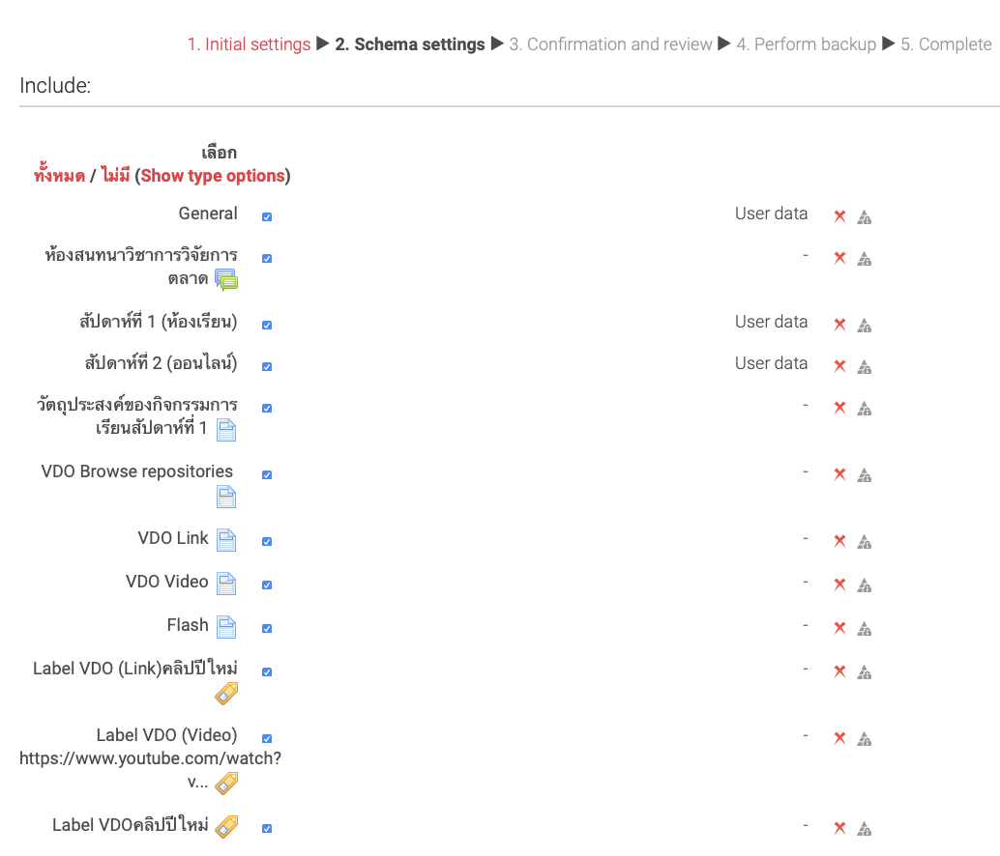 1. Initial settings ▶ 2. Schema settings ▶ 3. Confirmation and review ▶ 4. Perform backup ▶ 5. Complete
Include:
เลือก
ทั้งหมด / ไม่มี (Show type options)
General User data
ห้องสนทนาวิชาการวิจัยการ -
ตลาด
สัปดาห์ที่ 1 (ห้องเรียน) User data
สัปดาห์ที่ 2 (ออนไลน์) User data
วัตถุประสงค์ของกิจกรรมการ -
เรียนสัปดาห์ที่ 1
VDO Browse repositories -
VDO Link -
VDO Video -
Flash -
Label VDO (Link)คลิปปีใหม่ -
Label VDO (Video) -
https://www.youtube.com/watch?
v...
Label VDOคลิปปีใหม่ -